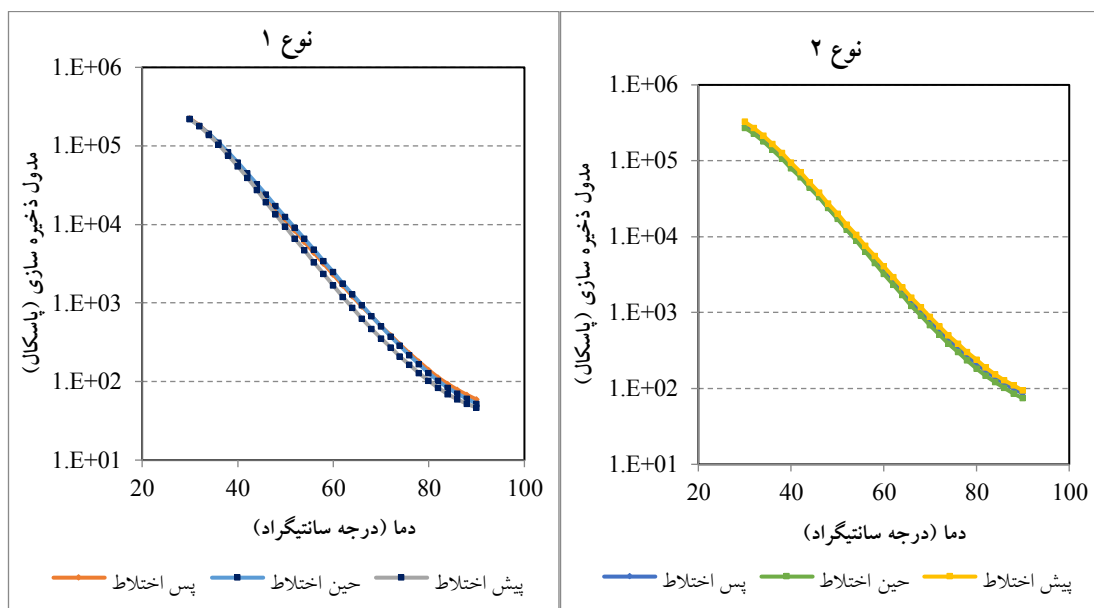 نوع ۱
1.E+06
1.E+05
1.E+04
1.E+03
1.E+02
1.E+01
مدول ذخیره سازی (پاسکال)
20 40 60 80 100
دما (درجه سانتیگراد)
پیش اختلاط حین اختلاط پس اختلاط
نوع ۲
1.E+06
1.E+05
1.E+04
1.E+03
1.E+02
1.E+01
مدول ذخیره سازی (پاسکال)
20 40 60 80 100
دما (درجه سانتیگراد)
پیش اختلاط حین اختلاط پس اختلاط